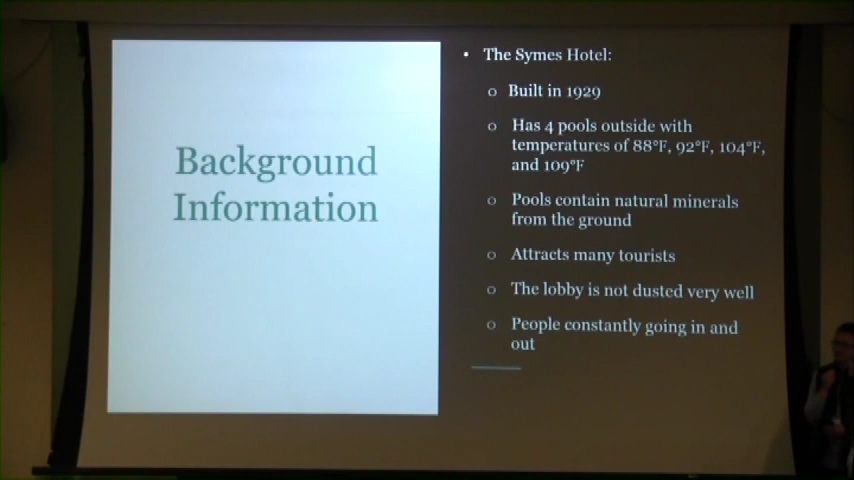 Background
Information
• The Symes Hotel:
o Built in 1929
o Has 4 pools outside with
temperatures of 88°F, 92°F, 104°F,
and 109°F
o Pools contain natural minerals
from the ground
o Attracts many tourists
o The lobby is not dusted very well
o People constantly going in and
out